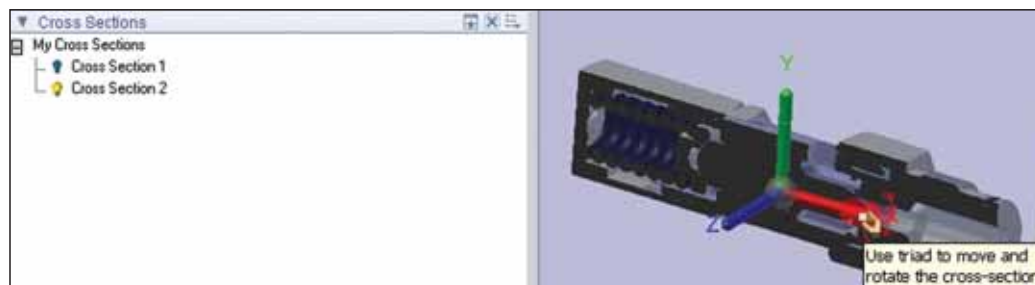 Cross Sections
My Cross Sections
Cross Section 1
Cross Section 2
Y
Z
Use triad to move and
rotate the cross-section